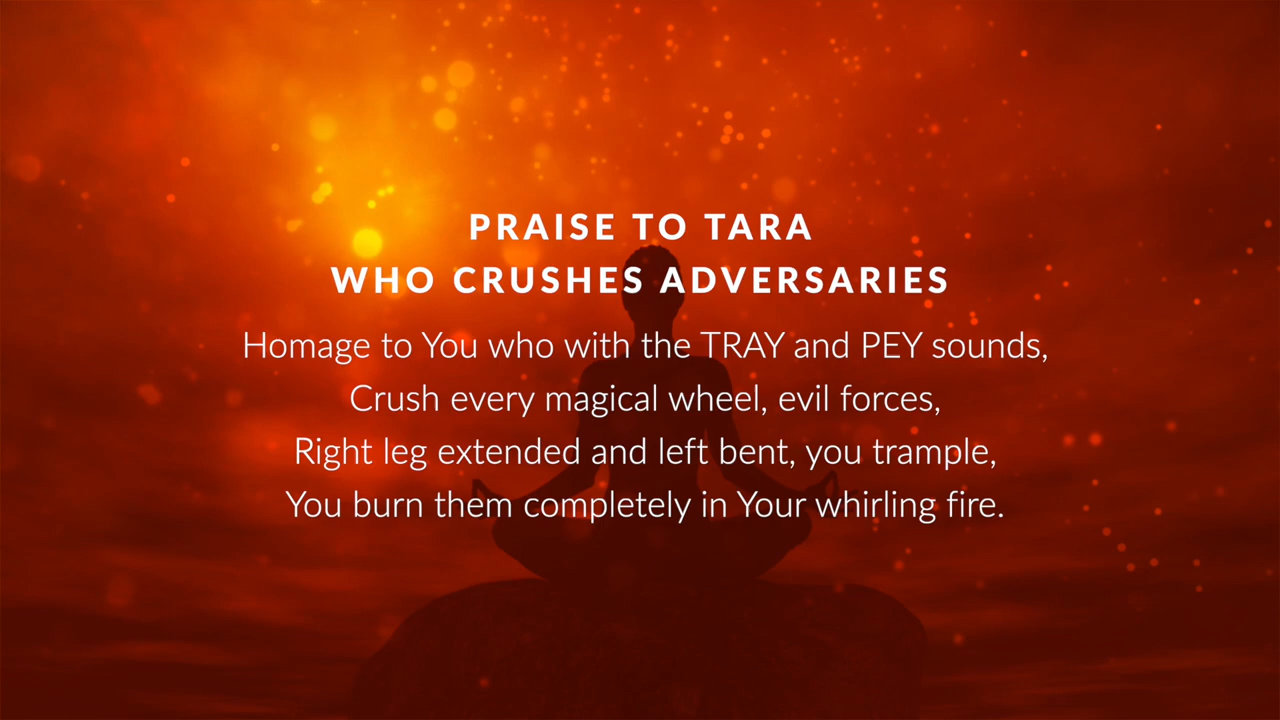 PRAISE TO TARA
WHO CRUSHES ADVERSARIES
Homage to You who with the TRAY and PEY sounds,
Crush every magical wheel, evil forces,
Right leg extended and left bent, you trample,
You burn them completely in Your whirling fire.